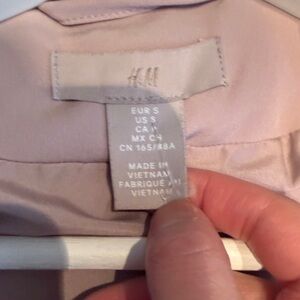 H&M
EUR S
US S
CA P
MX CH
CN 165/88A
MADE IN
VIETNAM
FABRIQUÉ AU
VIETNAM